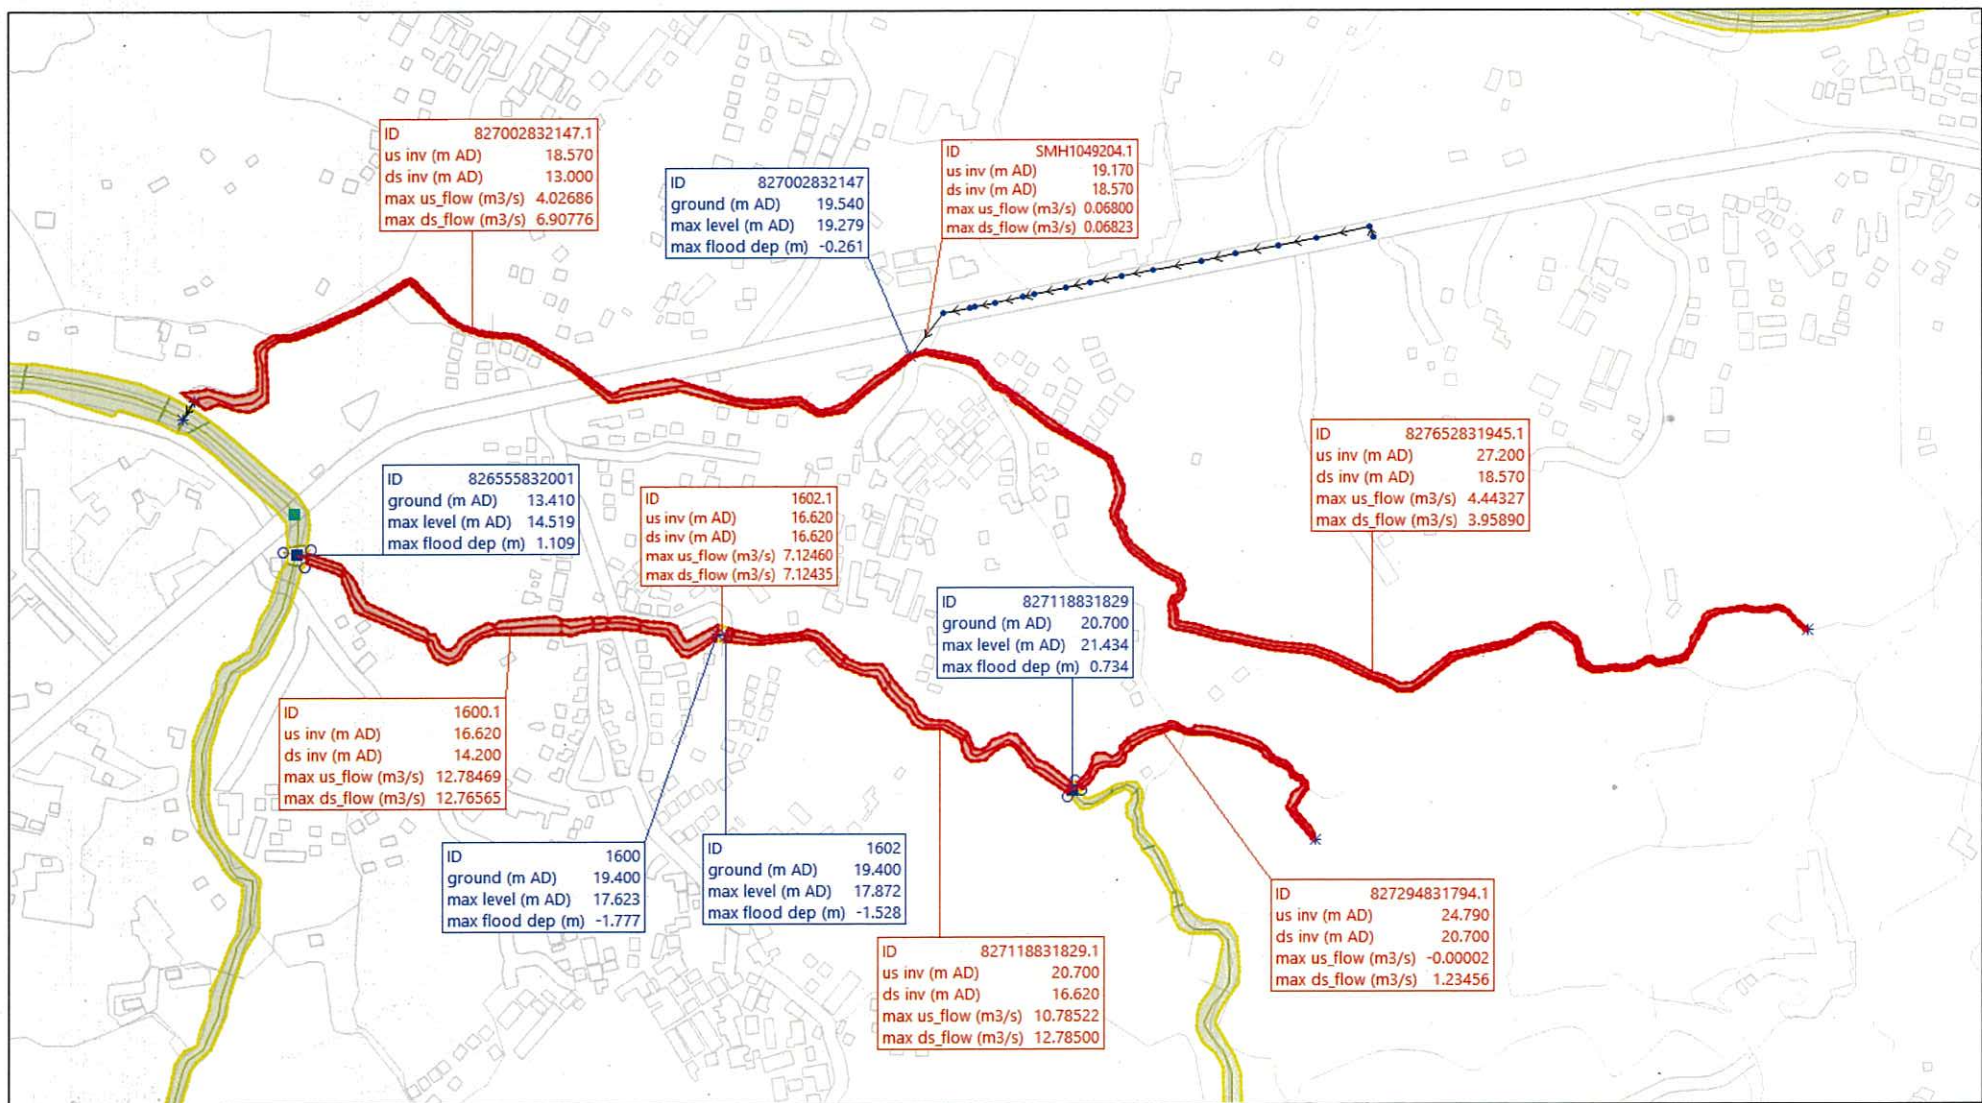 ID 827002832147.1
us inv (m AD) 18.570
ds inv (m AD) 13.000
max us_flow (m3/s) 4.02686
max ds_flow (m3/s) 6.90776
ID 827002832147
ground (m AD) 19.540
max level (m AD) 19.279
max flood dep (m) -0.261
ID SMH1049204.1
us inv (m AD) 19.170
ds inv (m AD) 18.570
max us_flow (m3/s) 0.06800
max ds_flow (m3/s) 0.06823
ID 827652831945.1
us inv (m AD) 27.200
ds inv (m AD) 18.570
max us_flow (m3/s) 4.44327
max ds_flow (m3/s) 3.95890
ID 826555832001
ground (m AD) 13.410
max level (m AD) 14.519
max flood dep (m) 1.109
ID 1602.1
us inv (m AD) 16.620
ds inv (m AD) 16.620
max us_flow (m3/s) 7.12460
max ds_flow (m3/s) 7.12435
ID 827118831829
ground (m AD) 20.700
max level (m AD) 21.434
max flood dep (m) 0.734
ID 1600.1
us inv (m AD) 16.620
ds inv (m AD) 14.200
max us_flow (m3/s) 12.78469
max ds_flow (m3/s) 12.76565
ID 1600
ground (m AD) 19.400
max level (m AD) 17.623
max flood dep (m) -1.777
ID 1602
ground (m AD) 19.400
max level (m AD) 17.872
max flood dep (m) -1.528
ID 827118831829.1
us inv (m AD) 20.700
ds inv (m AD) 16.620
max us_flow (m3/s) 10.78522
max ds_flow (m3/s) 12.78500
ID 827294831794.1
us inv (m AD) 24.790
ds inv (m AD) 20.700
max us_flow (m3/s) -0.00002
max ds_flow (m3/s) 1.23456